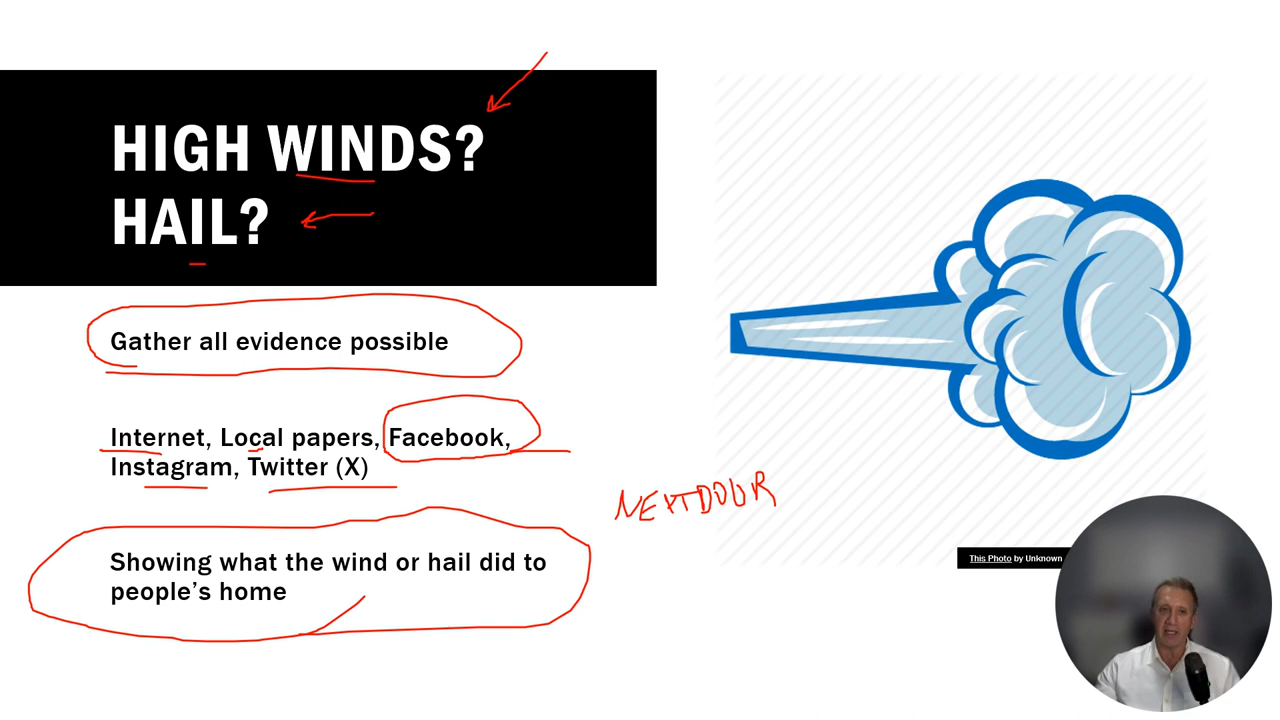 HIGH WINDS?
HAIL?
Gather all evidence possible
Internet, Local papers, Facebook,
Instagram, Twitter (X)
NEXTDOOR
Showing what the wind or hail did to
people’s home
This Photo by Unknown